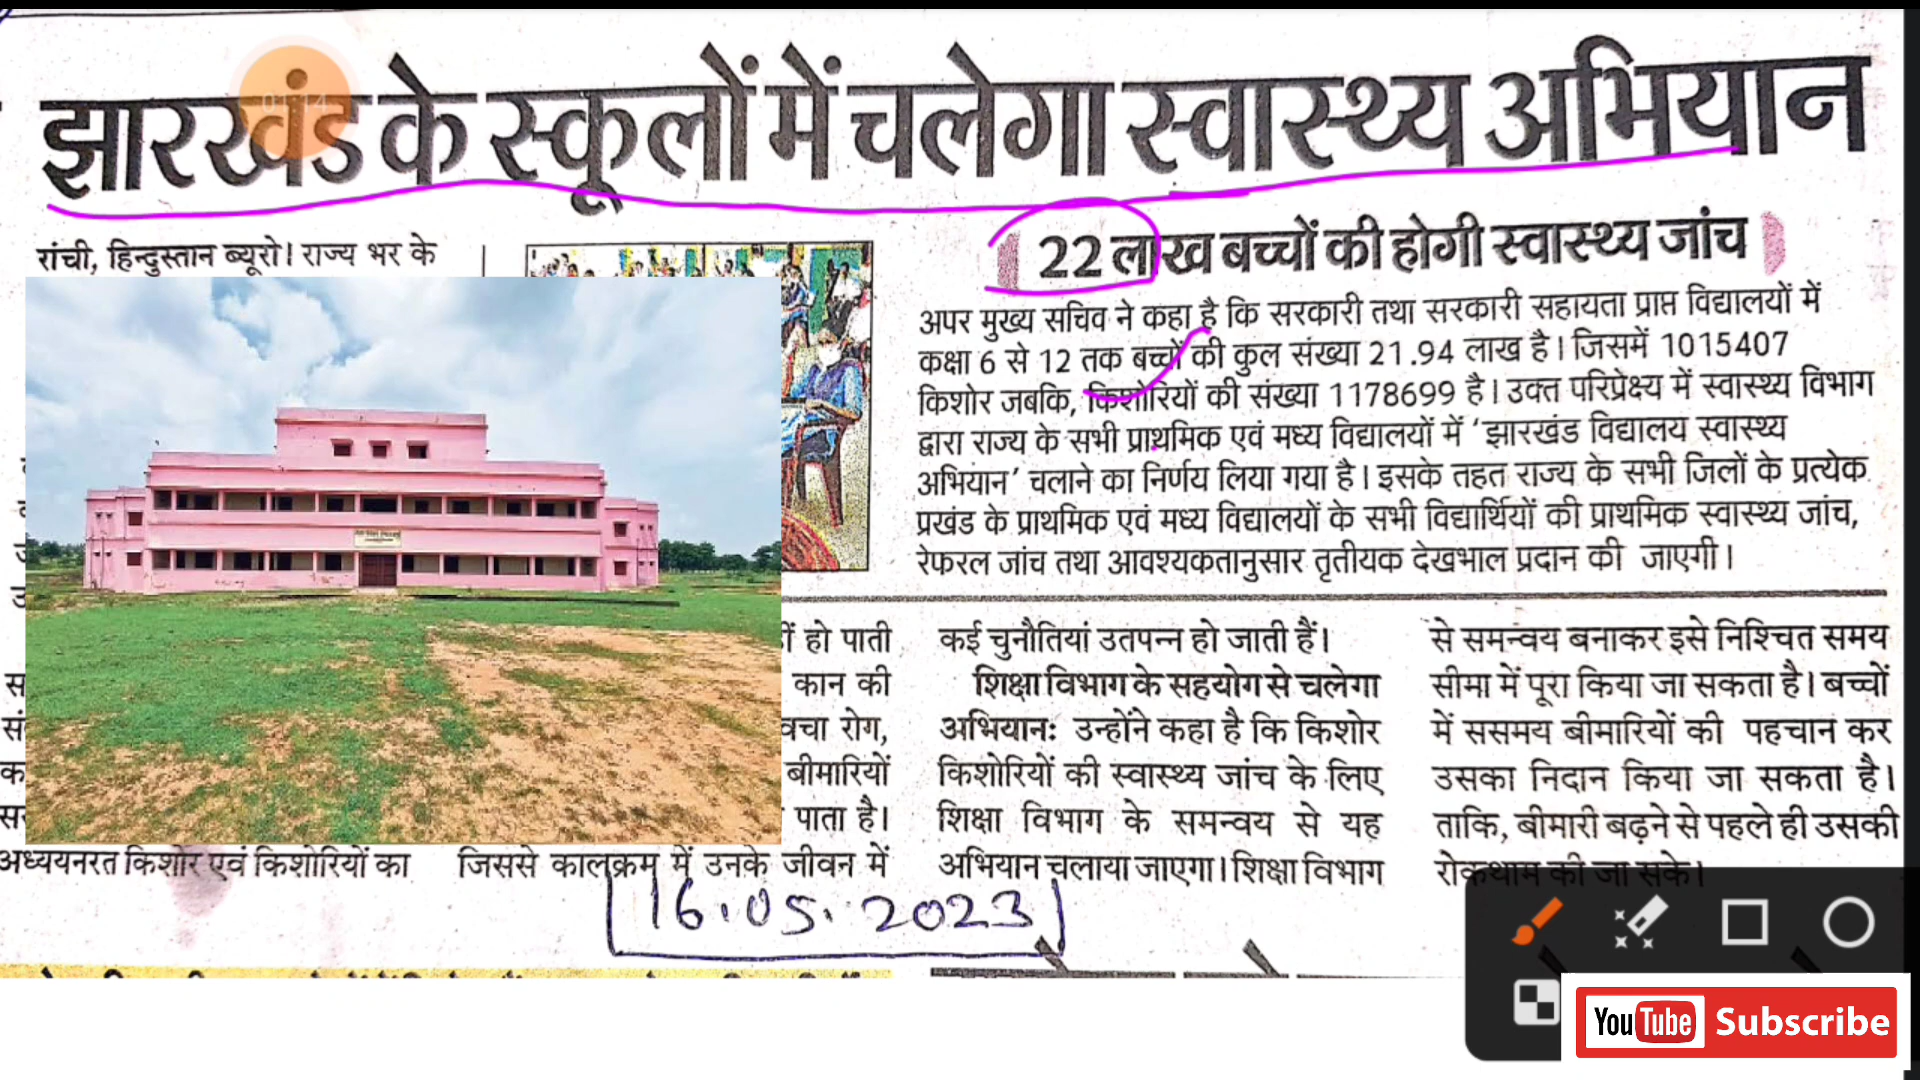 झारखंड के स्कूलों में चलेगा स्वास्थ्य अभियान
रांची, हिन्दुस्तान ब्यूरो। राज्य भर के
22 लाख बच्चों की होगी स्वास्थ्य जांच
अपर मुख्य सचिव ने कहा है कि सरकारी तथा सरकारी सहायता प्राप्त विद्यालयों में
कक्षा 6 से 12 तक बच्चों की कुल संख्या 21.94 लाख है। जिसमें 1015407
किशोर जबकि, किशोरियों की संख्या 1178699 है। उक्त परिप्रेक्ष्य में स्वास्थ्य विभाग
द्वारा राज्य के सभी प्राथमिक एवं मध्य विद्यालयों में ‘झारखंड विद्यालय स्वास्थ्य
अभियान’ चलाने का निर्णय लिया गया है। इसके तहत राज्य के सभी जिलों के प्रत्येक
प्रखंड के प्राथमिक एवं मध्य विद्यालयों के सभी विद्यार्थियों की प्राथमिक स्वास्थ्य जांच,
रेफरल जांच तथा आवश्यकतानुसार तृतीयक देखभाल प्रदान की जाएगी।
अध्ययनरत किशोर एवं किशोरियों का
हो पाती
कान की
रोग,
बीमारियों
पाता है।
जिससे कालक्रम में उनके जीवन में
कई चुनौतियां उतपन्न हो जाती हैं।
शिक्षा विभाग के सहयोग से चलेगा
अभियान: उन्होंने कहा है कि किशोर
किशोरियों की स्वास्थ्य जांच के लिए
शिक्षा विभाग के समन्वय से यह
अभियान चलाया जाएगा। शिक्षा विभाग
से समन्वय बनाकर इसे निश्चित समय
सीमा में पूरा किया जा सकता है। बच्चों
में ससमय बीमारियों की पहचान कर
उसका निदान किया जा सकता है।
ताकि, बीमारी बढ़ने से पहले ही उसकी
रोकथाम की जा सके।
16.05.2023
YouTube Subscribe